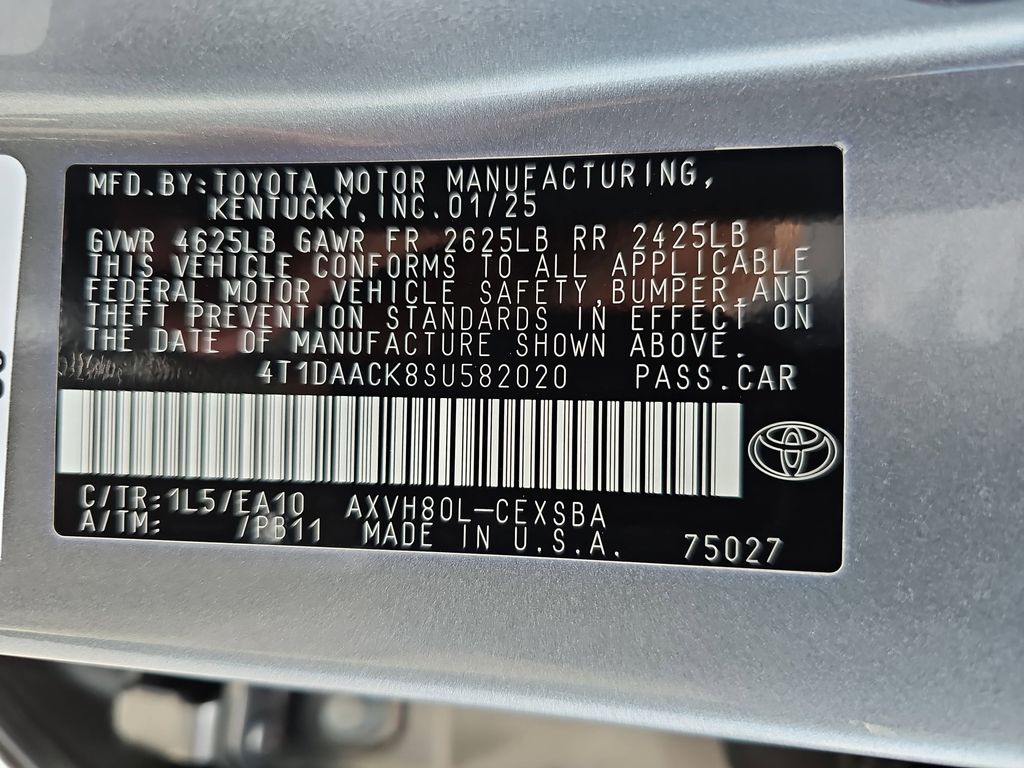 MFD.BY:TOYOTA MOTOR MANUFACTURING,
KENTUCKY,INC.01/25
GVWR 4625LB GAWR FR 2625LB RR 2425LB
THIS VEHICLE CONFORMS TO ALL APPLICABLE
FEDERAL MOTOR VEHICLE SAFETY,BUMPER,AND
THEFT PREVENTION STANDARDS IN EFFECT ON
THE DATE OF MANUFACTURE SHOWN ABOVE.
4T1DAACK8SU582020 PASS.CAR
C/TR:1L5/EA10 AXVH80L-CEXSBA
A/TM: /PB11 MADE IN U.S.A. 75027